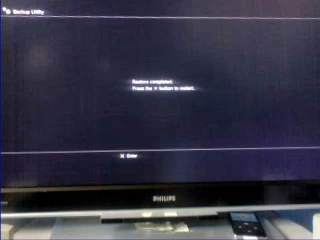 Backup Utility
Restore completed.
Press the × button to restart.
× Enter
PHILIPS